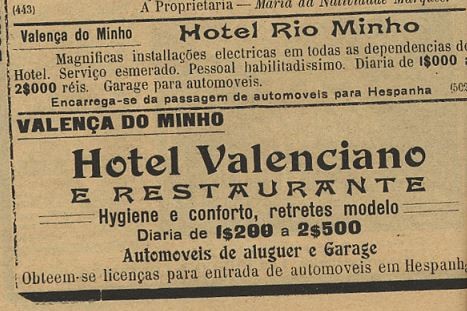 (443) A Proprietaria — Maria da Natividade
Valença do Minho Hotel Rio Minho
Magnificas installações electricas em todas as dependencias do
Hotel. Serviço esmerado. Pessoal habilitadissimo. Diaria de 1$000 a
2$000 réis. Garage para automoveis.
Encarrega-se da passagem de automoveis para Hespanha (502
VALENÇA DO MINHO
Hotel Valenciano
E RESTAURANTE
Hygiene e conforto, retretes modelo
Diaria de 1$200 a 2$500
Automoveis de aluguer e Garage
Obteem-se licenças para entrada de automoveis em Hespanh